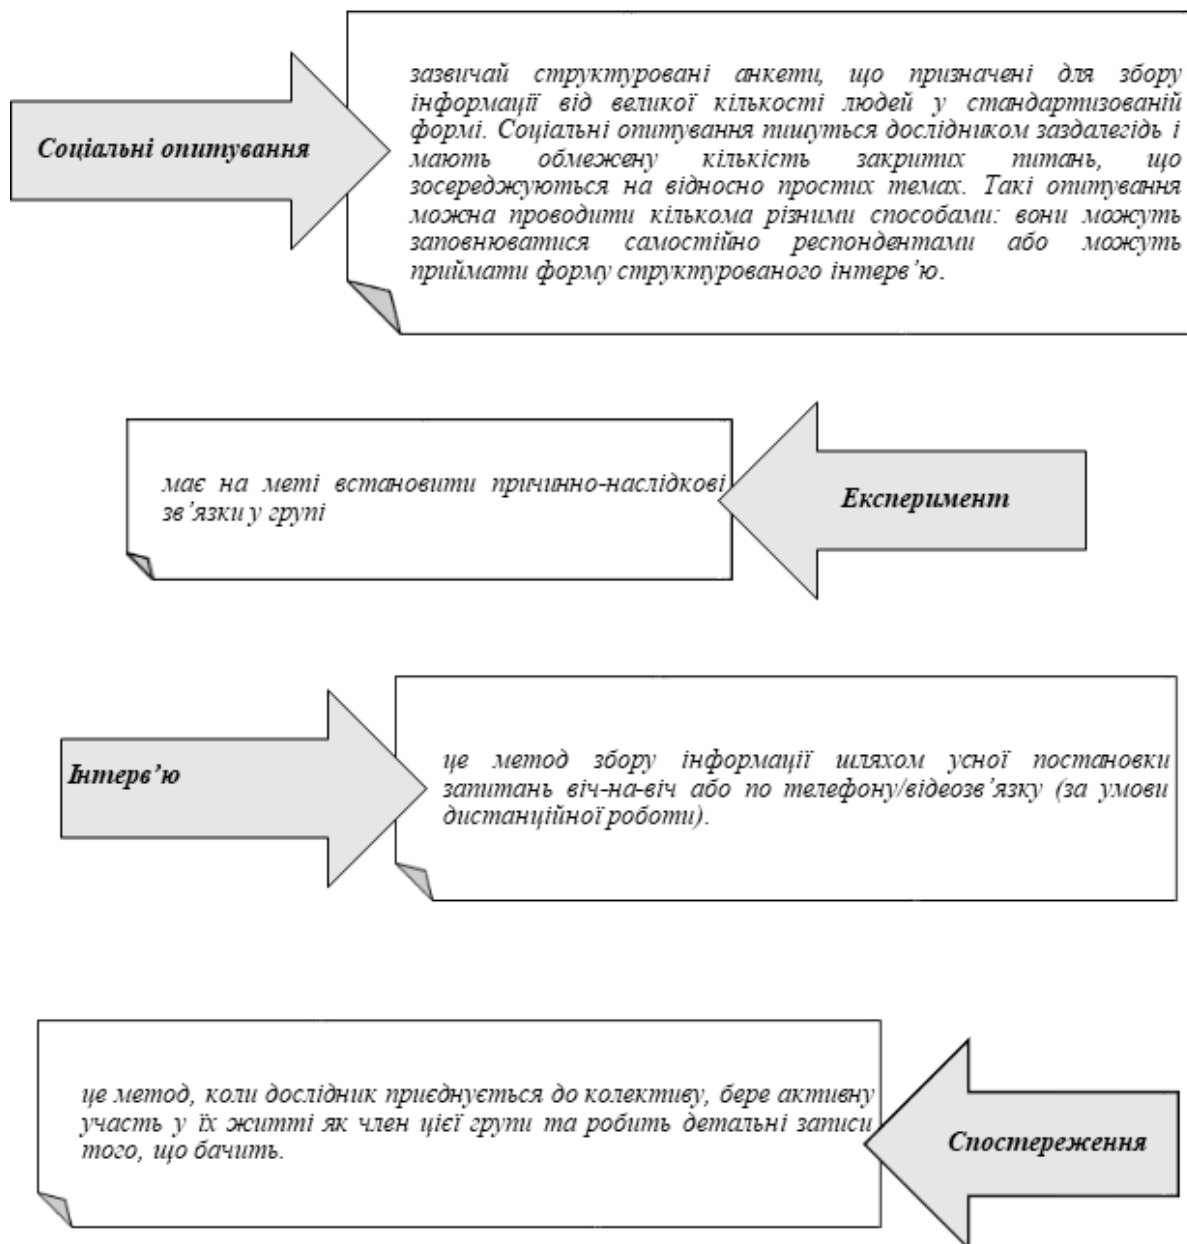 Соціальні опитування
зазвичай структуровані анкети, що призначені для збору
інформації від великої кількості людей у стандартизованій
формі. Соціальні опитування пишуться дослідником заздалегідь і
мають обмежену кількість закритих питань, що
зосереджуються на відносно простих темах. Такі опитування
можна проводити кількома різними способами: вони можуть
заповнюватися самостійно респондентами або можуть
приймати форму структурованого інтерв’ю.
має на меті встановити причинно-наслідкові
зв’язки у групі
Експеримент
Інтерв’ю
це метод збору інформації шляхом усної постановки
запитань віч-на-віч або по телефону/відеозв’язку (за умови
дистанційної роботи).
це метод, коли дослідник приєднується до колективу, бере активну
участь у їх житті як член цієї групи та робить детальні записи
того, що бачить.
Спостереження